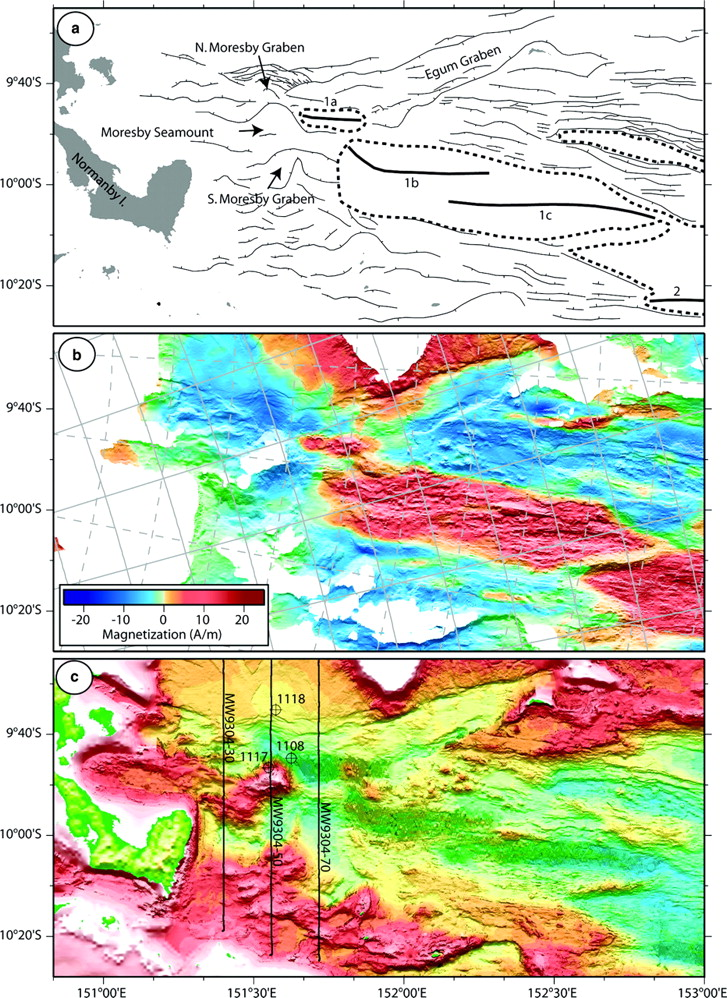 a
N. Moresby Graben
Egum Graben
9°40'S
1a
Moresby Seamount
Normanby I.
10°00'S
1b
S. Moresby Graben
1c
10°20'S
2
b
9°40'S
10°00'S
-20 -10 0 10 20
Magnetization (A/m)
10°20'S
c
MW9304-30
1118
9°40'S
1117
1108
MW9304-50
MW9304-70
10°00'S
10°20'S
151°00'E 151°30'E 152°00'E 152°30'E 153°00'E